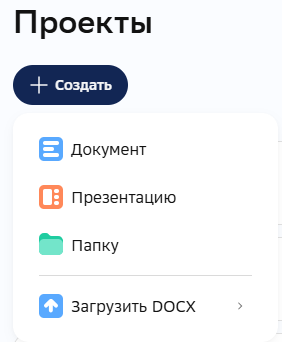 Проекты
Создать
Документ
Презентацию
Папку
Загрузить DOCX